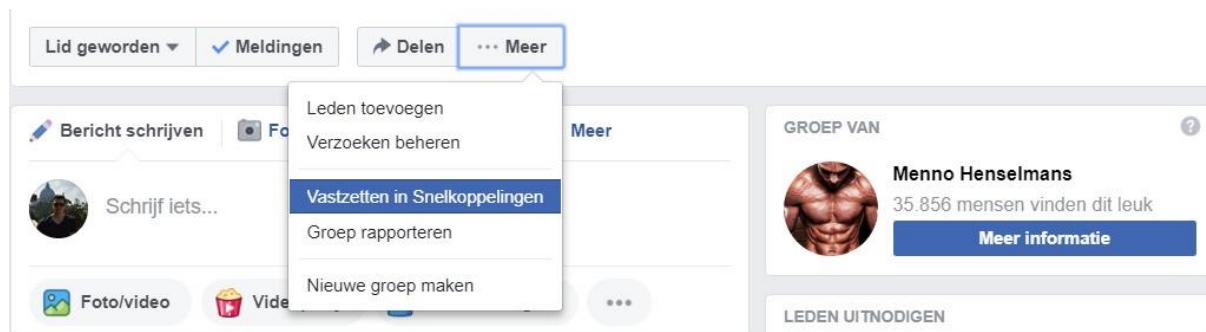 Lid geworden
Meldingen
Delen
Meer
Leden toevoegen
Verzoeken beheren
Vastzetten in Snelkoppelingen
Groep rapporteren
Nieuwe groep maken
Bericht schrijven
Meer
Schrijf iets...
Foto/video
GROEP VAN
Menno Henselmans
35.856 mensen vinden dit leuk
Meer informatie
LEDEN UITNODIGEN